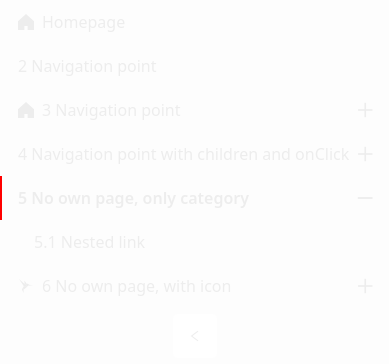 Homepage
2 Navigation point
3 Navigation point
4 Navigation point with children and onClick
5 No own page, only category
5.1 Nested link
6 No own page, with icon